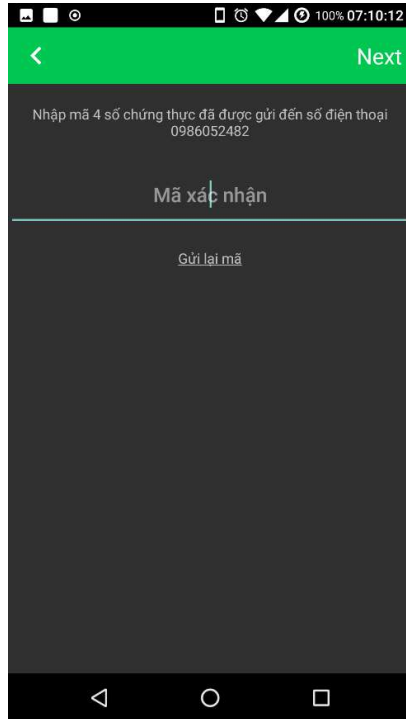 100% 07:10:12
Next
Nhập mã 4 số chứng thực đã được gửi đến số điện thoại
0986052482
Mã xác nhận
Gửi lại mã